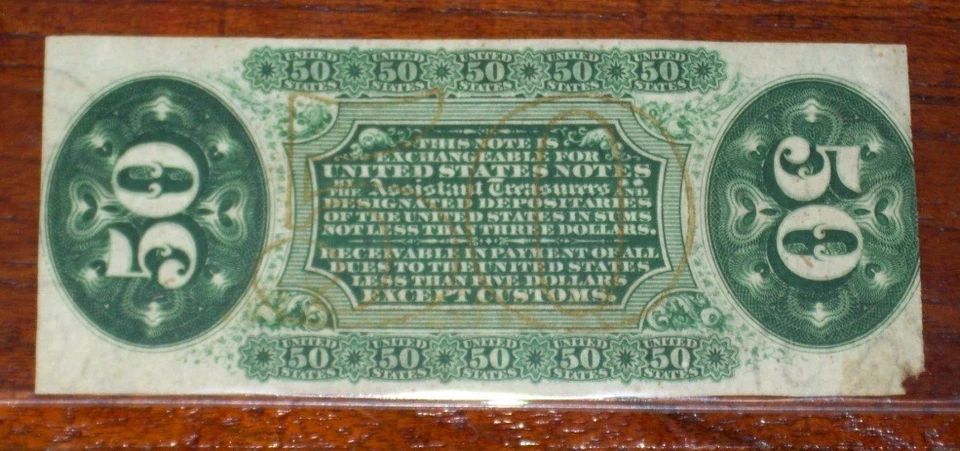 UNITED UNITED UNITED UNITED UNITED
50 50 50 50 50
STATES STATES STATES STATES STATES
50
THIS NOTE IS
EXCHANGEABLE FOR
UNITED STATES NOTES
BY THE Assistant Treasurers AND
DESIGNATED DEPOSITARIES
OF THE UNITED STATES IN SUMS
NOT LESS THAN THREE DOLLARS.
RECEIVABLE IN PAYMENT OF ALL
DUES TO THE UNITED STATES
LESS THAN FIVE DOLLARS
EXCEPT CUSTOMS.
50
50
UNITED UNITED UNITED UNITED UNITED
50 50 50 50 50
STATES STATES STATES STATES STATES